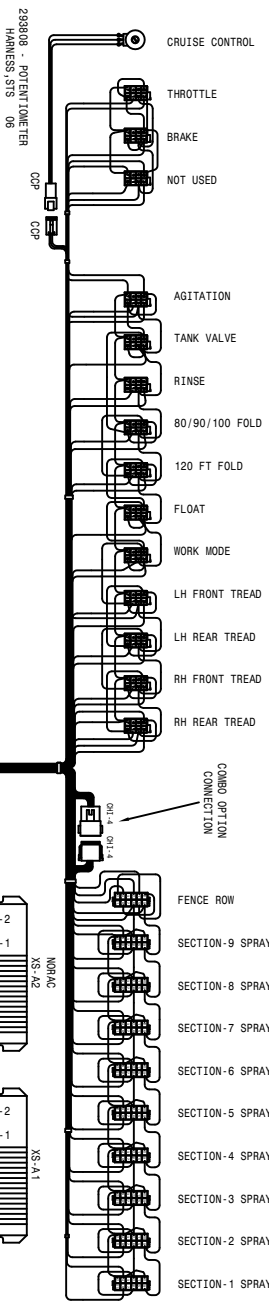 CRUISE CONTROL
THROTTLE
BRAKE
NOT USED
293808 - POTENTIOMETER
HARNESS,STS 06
CCP
CCP
AGITATION
TANK VALVE
RINSE
80/90/100 FOLD
120 FT FOLD
FLOAT
WORK MODE
LH FRONT TREAD
LH REAR TREAD
RH FRONT TREAD
RH REAR TREAD
COMBO OPTION
CONNECTION
CHI-4
CHI-4
FENCE ROW
SECTION-9 SPRAY
SECTION-8 SPRAY
SECTION-7 SPRAY
SECTION-6 SPRAY
SECTION-5 SPRAY
SECTION-4 SPRAY
SECTION-3 SPRAY
SECTION-2 SPRAY
SECTION-1 SPRAY
NORAC
XS-A2
-2
-1
XS-A1
-2
-1